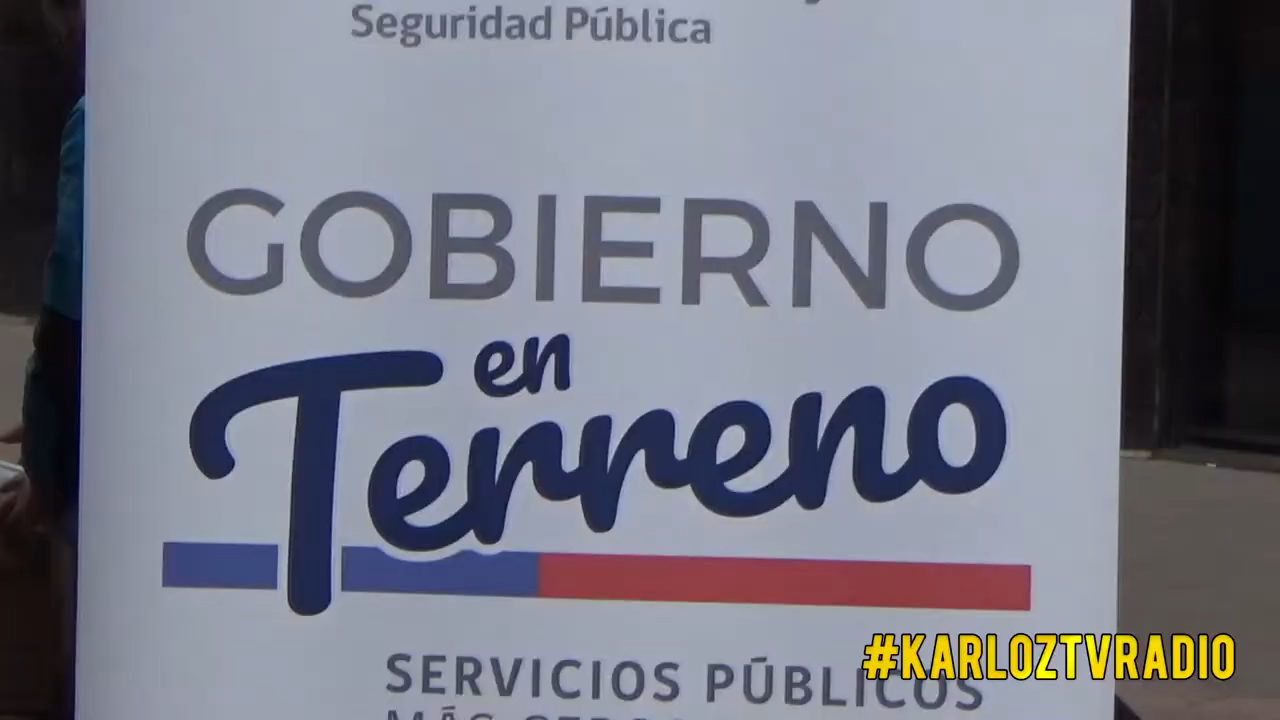 Seguridad Pública
GOBIERNO
en
Terreno
SERVICIOS PÚBLICOS
#KARLOZTVRADIO